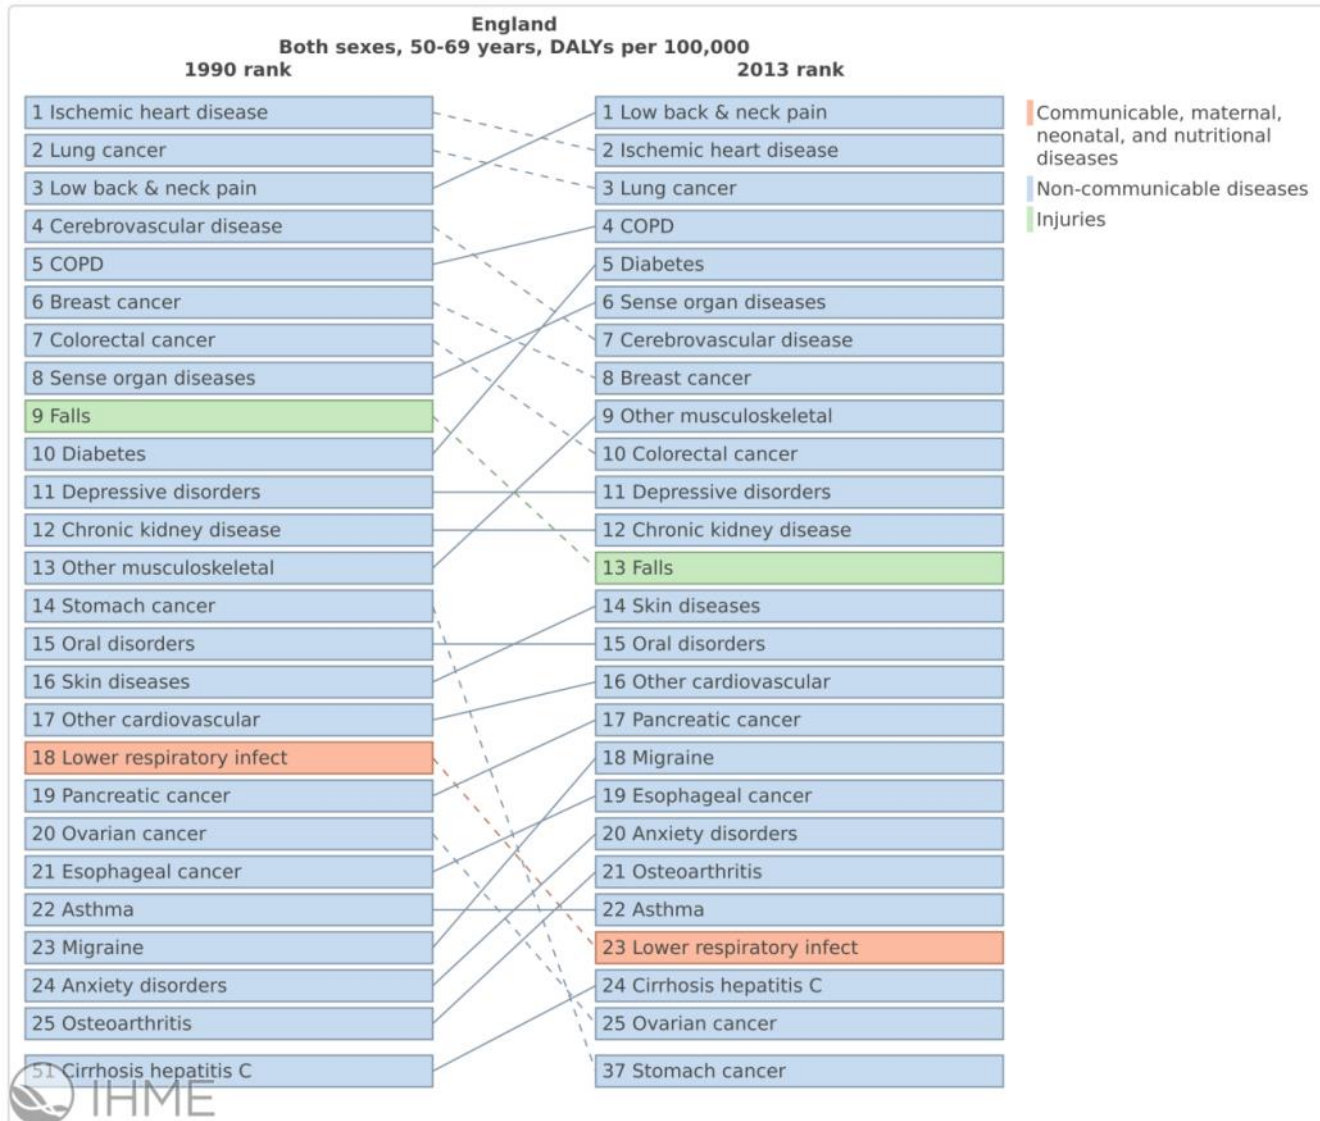 England
Both sexes, 50-69 years, DALYs per 100,000
1990 rank
1 Ischemic heart disease
2 Lung cancer
3 Low back & neck pain
4 Cerebrovascular disease
5 COPD
6 Breast cancer
7 Colorectal cancer
8 Sense organ diseases
9 Falls
10 Diabetes
11 Depressive disorders
12 Chronic kidney disease
13 Other musculoskeletal
14 Stomach cancer
15 Oral disorders
16 Skin diseases
17 Other cardiovascular
18 Lower respiratory infect
19 Pancreatic cancer
20 Ovarian cancer
21 Esophageal cancer
22 Asthma
23 Migraine
24 Anxiety disorders
25 Osteoarthritis
51 Cirrhosis hepatitis C
2013 rank
1 Low back & neck pain
2 Ischemic heart disease
3 Lung cancer
4 COPD
5 Diabetes
6 Sense organ diseases
7 Cerebrovascular disease
8 Breast cancer
9 Other musculoskeletal
10 Colorectal cancer
11 Depressive disorders
12 Chronic kidney disease
13 Falls
14 Skin diseases
15 Oral disorders
16 Other cardiovascular
17 Pancreatic cancer
18 Migraine
19 Esophageal cancer
20 Anxiety disorders
21 Osteoarthritis
22 Asthma
23 Lower respiratory infect
24 Cirrhosis hepatitis C
25 Ovarian cancer
37 Stomach cancer
Communicable, maternal,
neonatal, and nutritional
diseases
Non-communicable diseases
Injuries
IHME